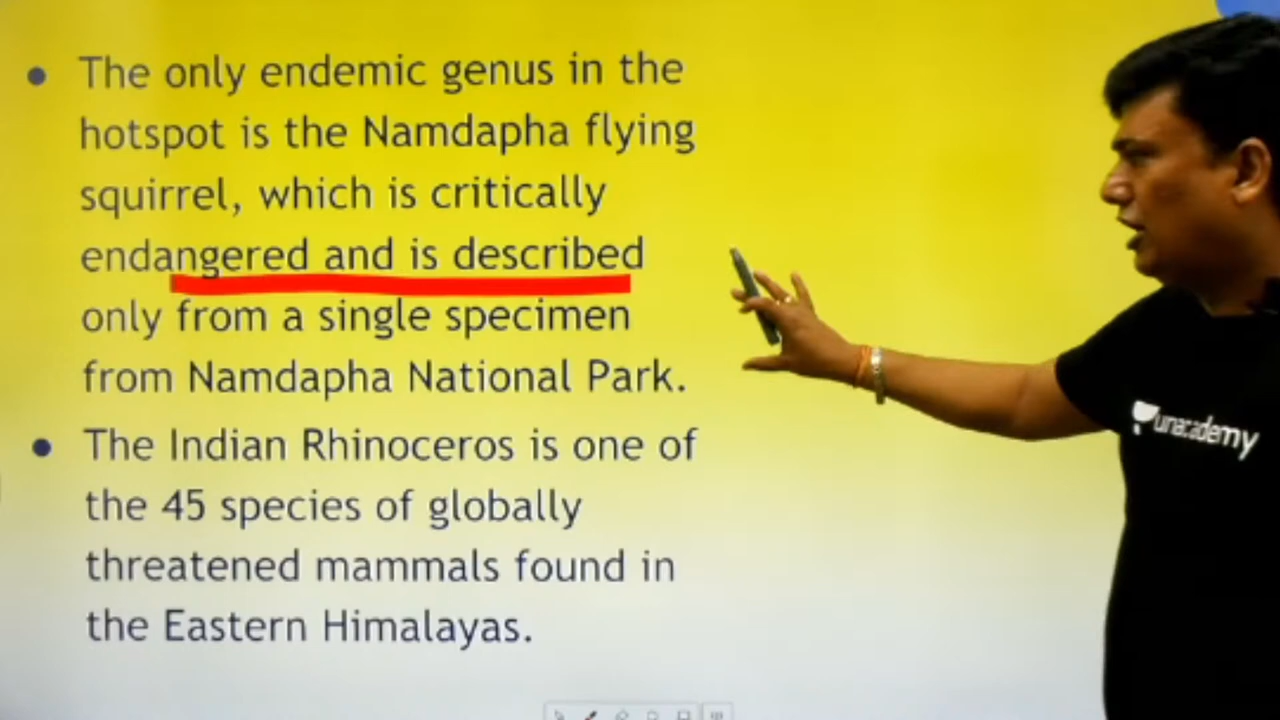 The only endemic genus in the
hotspot is the Namdapha flying
squirrel, which is critically
endangered and is described
only from a single specimen
from Namdapha National Park.
The Indian Rhinoceros is one of
the 45 species of globally
threatened mammals found in
the Eastern Himalayas.
unacademy